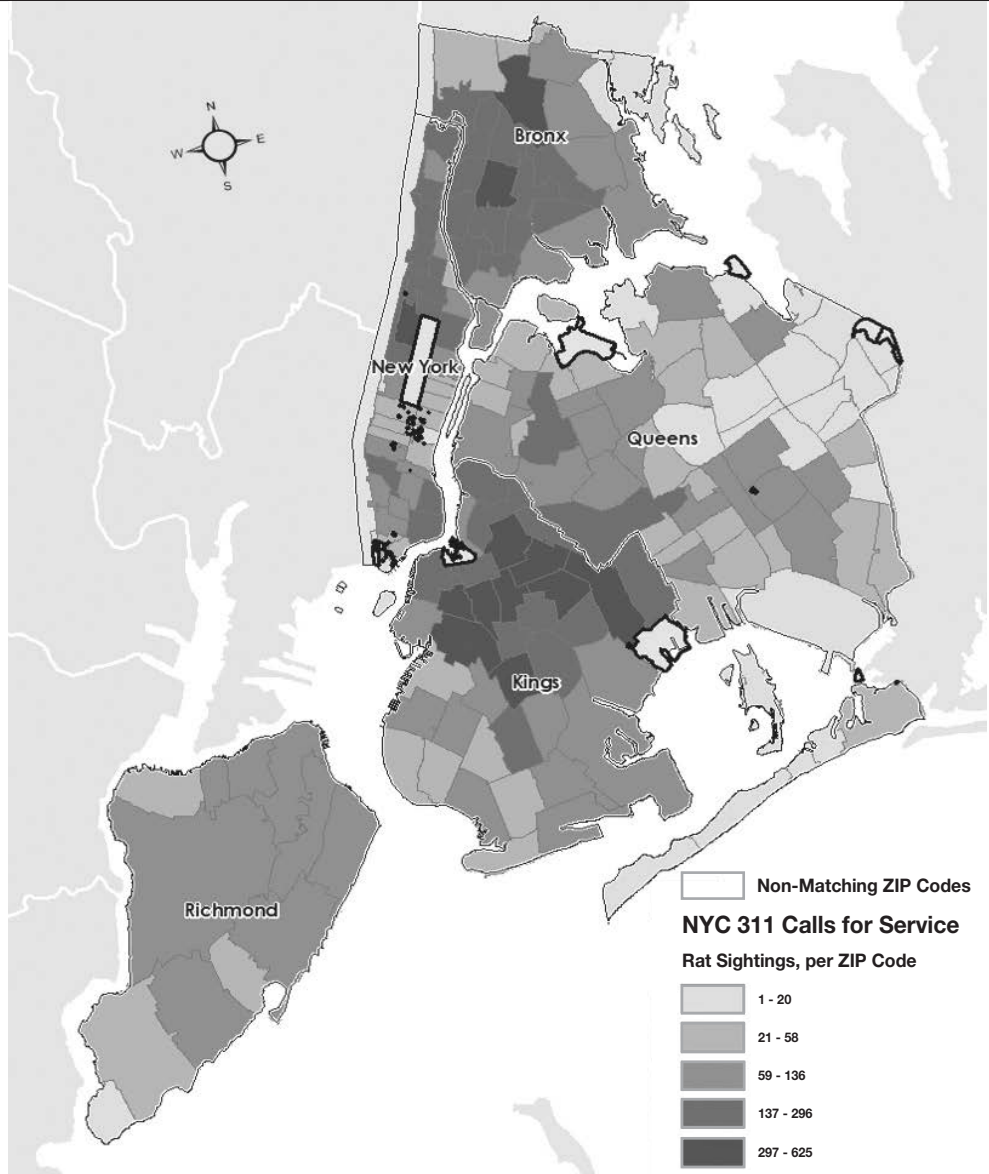 N
W
E
S
Bronx
New York
Queens
Kings
Richmond
Non-Matching ZIP Codes
NYC 311 Calls for Service
Rat Sightings, per ZIP Code
1 - 20
21 - 58
59 - 136
137 - 296
297 - 625